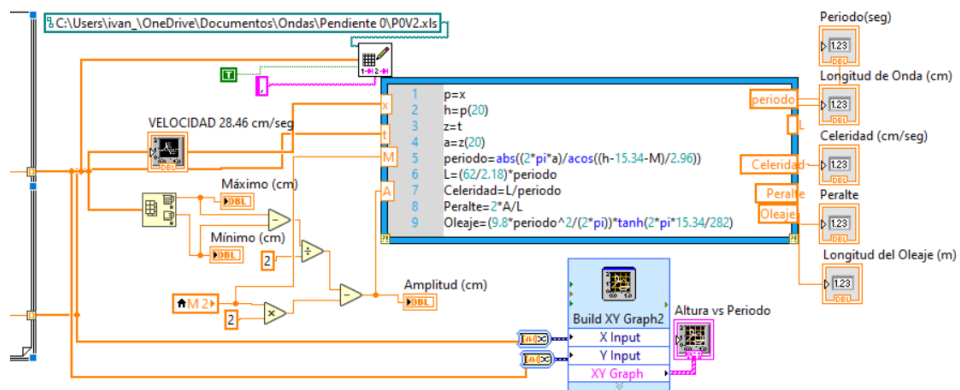 C:\Users\ivan_\OneDrive\Documentos\Ondas\Pendiente 0\P0V2.xls
T
,
VELOCIDAD 28.46 cm/seg
DBL
Máximo (cm)
DBL
Mínimo (cm)
DBL
2
M 2
2
Amplitud (cm)
DBL
x
t
M
A
1 p=x
2 h=p(20)
3 z=t
4 a=z(20)
5 periodo=abs((2*pi*a)/acos((h-15.34-M)/2.96))
6 L=(62/2.18)*periodo
7 Celeridad=L/periodo
8 Peralte=2*A/L
9 Oleaje=(9.8*periodo^2/(2*pi))*tanh(2*pi*15.34/282)
periodo
L
Celeridad
Peralte
Oleaje
Periodo(seg)
1.23
DBL
Longitud de Onda (cm)
1.23
DBL
Celeridad (cm/seg)
1.23
DBL
Peralte
1.23
DBL
Longitud del Oleaje (m)
1.23
DBL
Build XY Graph2
X Input
Y Input
XY Graph
Altura vs Periodo